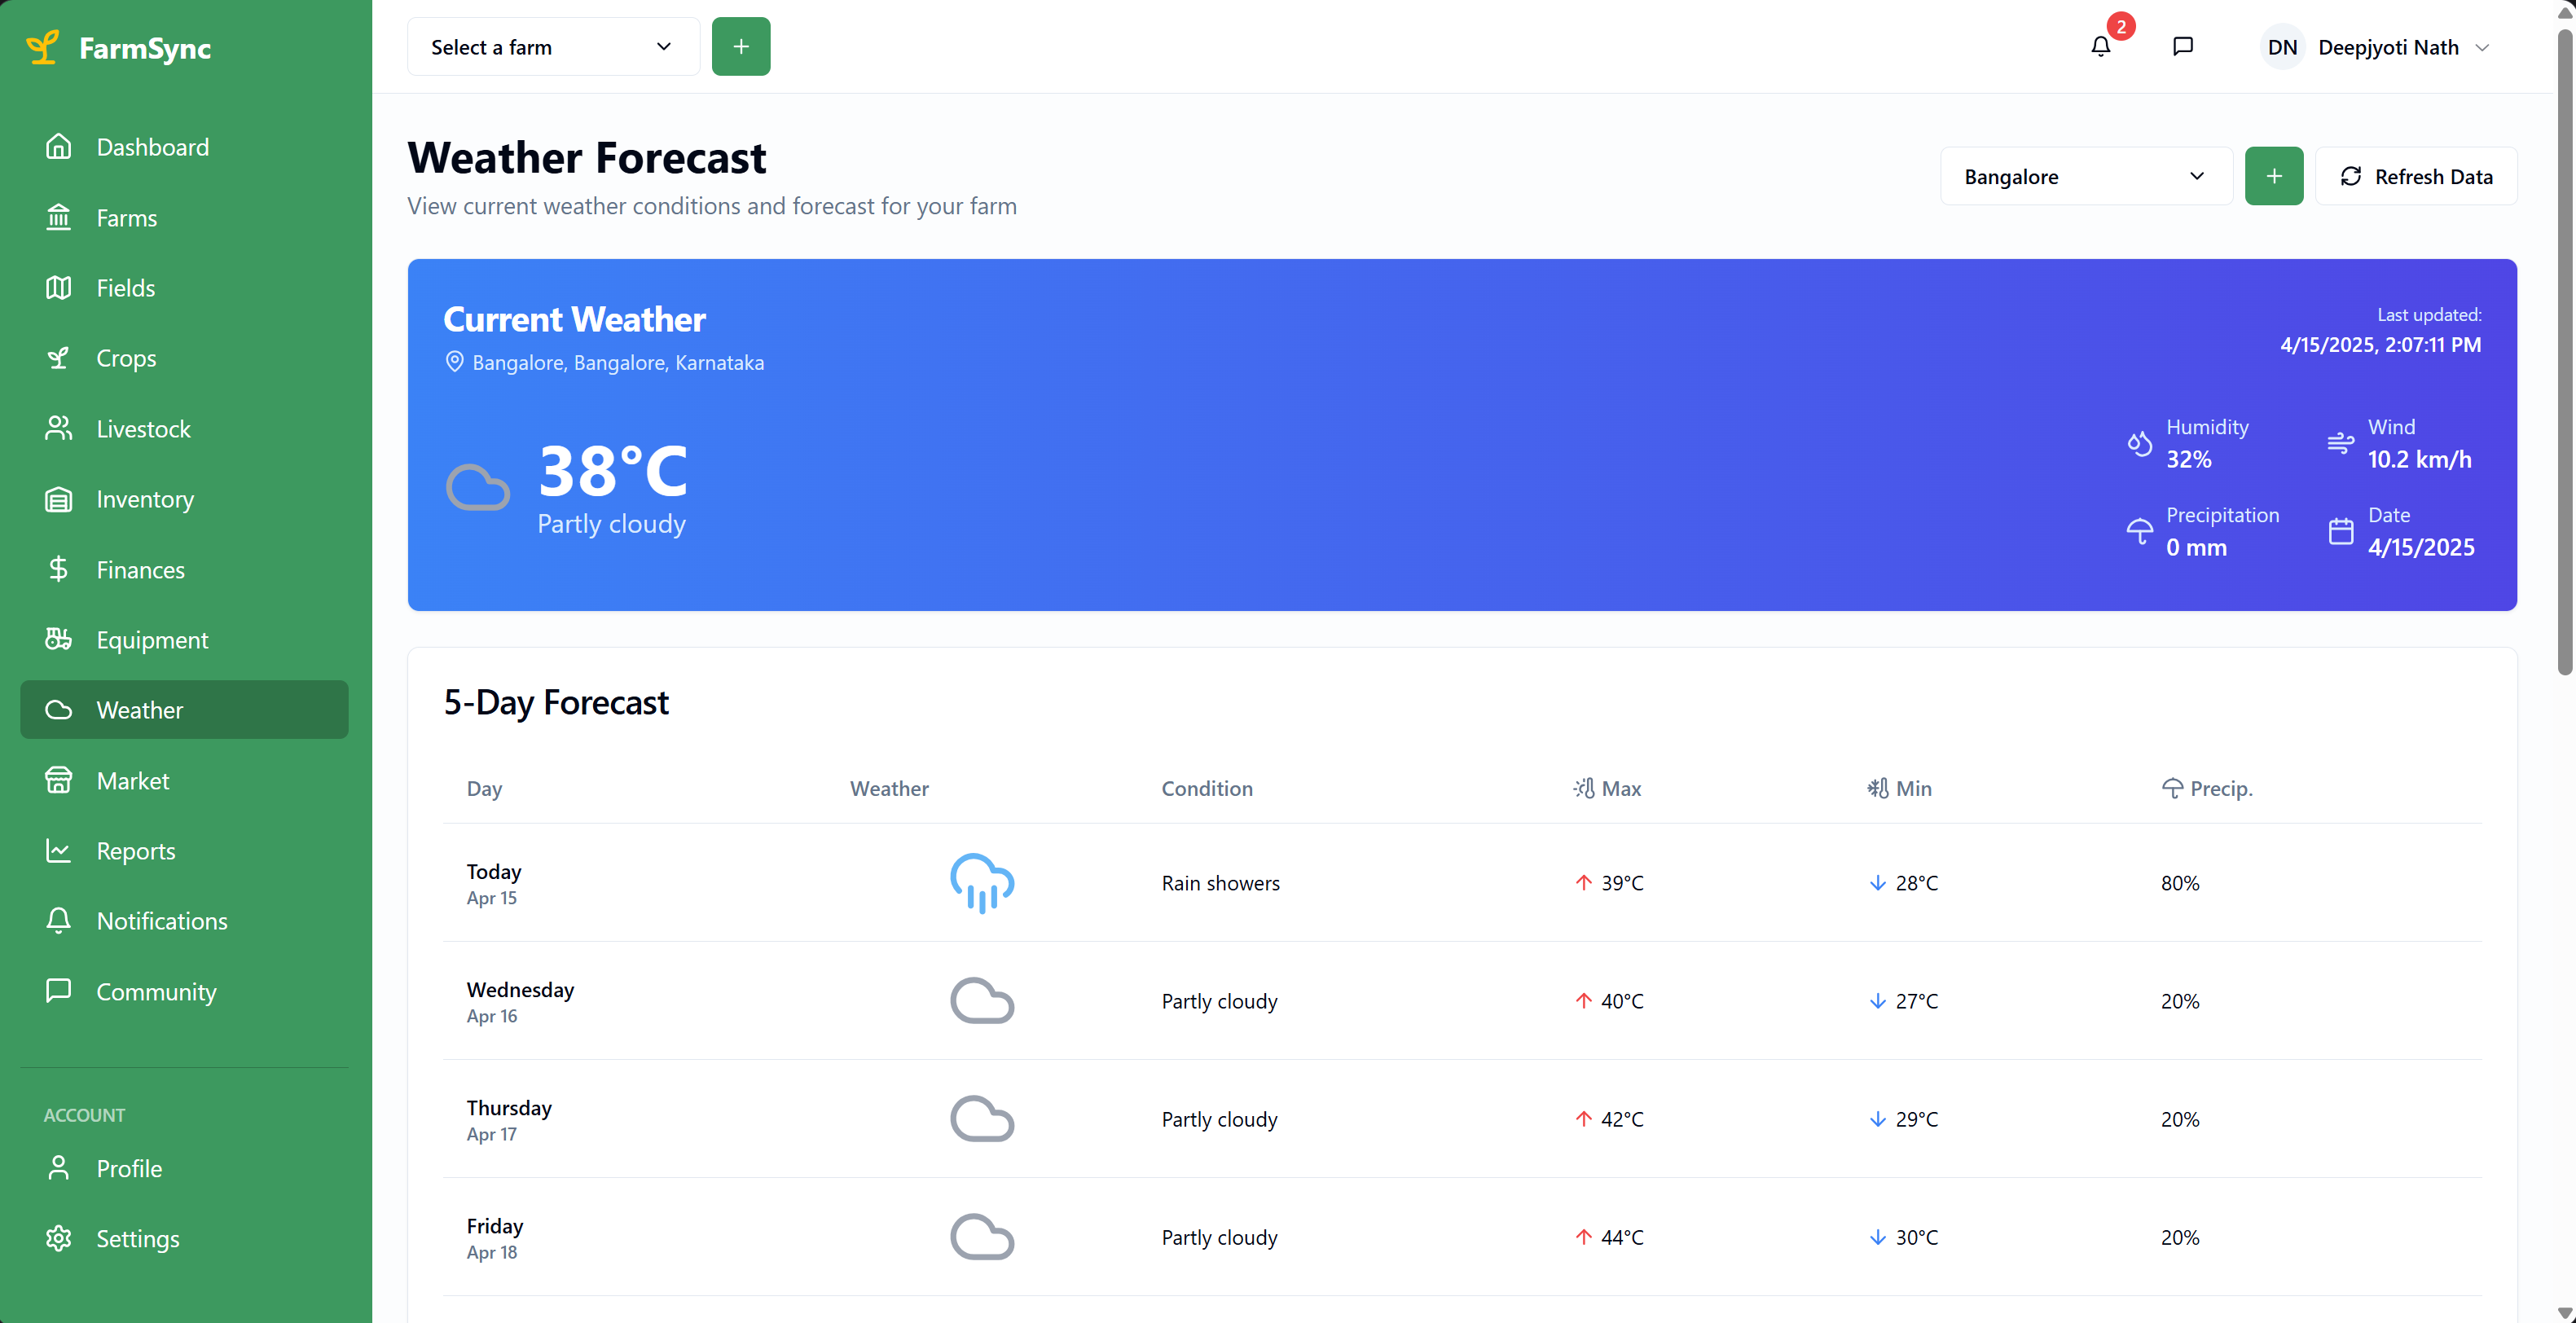 FarmSync
Dashboard
Farms
Fields
Crops
Livestock
Inventory
Finances
Equipment
Weather
Market
Reports
Notifications
Community
ACCOUNT
Profile
Settings
Select a farm
2
DN Deepjyoti Nath
Weather Forecast
View current weather conditions and forecast for your farm
Bangalore
Refresh Data
Current Weather
Bangalore, Bangalore, Karnataka
38°C
Partly cloudy
Last updated:
4/15/2025, 2:07:11 PM
Humidity
32%
Wind
10.2 km/h
Precipitation
0 mm
Date
4/15/2025
5-Day Forecast
Day Weather Condition Max Min Precip.
Today
Apr 15
Rain showers 39°C 28°C 80%
Wednesday
Apr 16
Partly cloudy 40°C 27°C 20%
Thursday
Apr 17
Partly cloudy 42°C 29°C 20%
Friday
Apr 18
Partly cloudy 44°C 30°C 20%